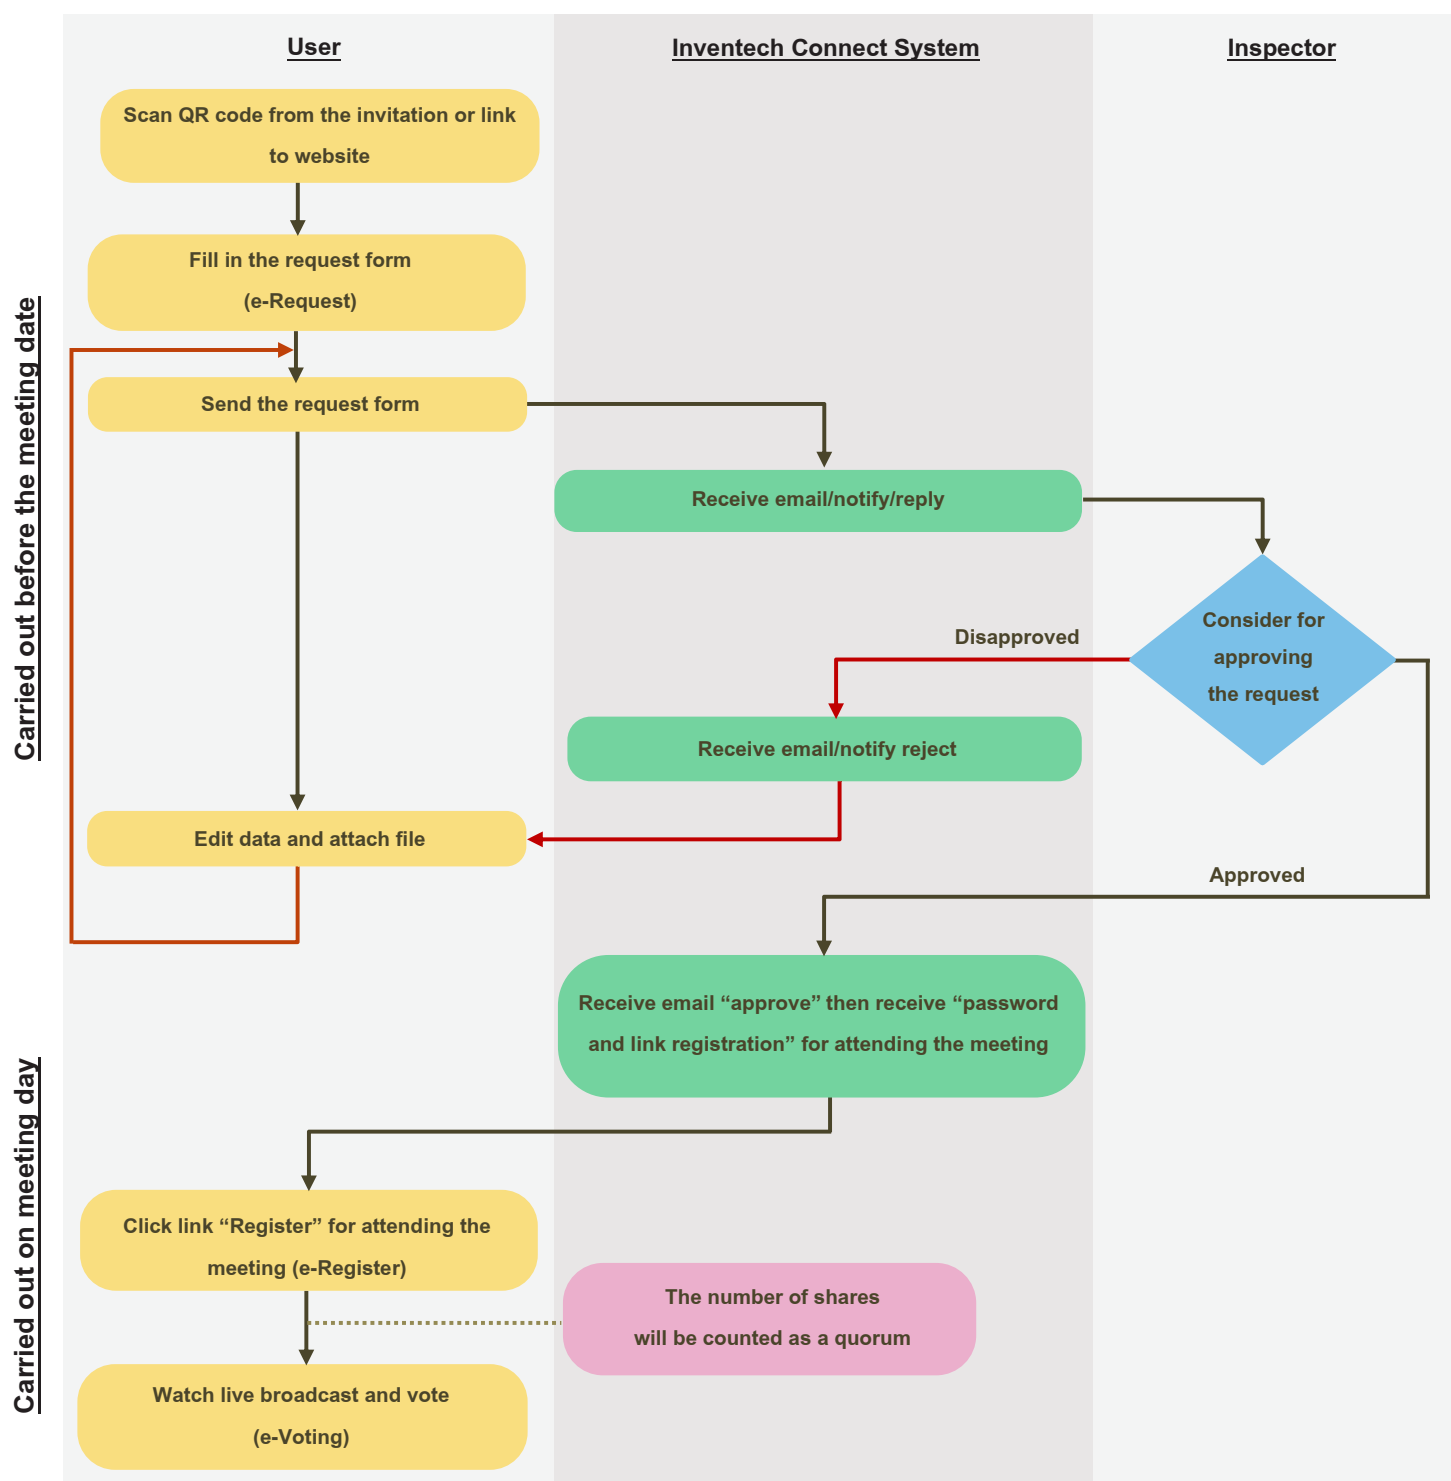 User
Inventech Connect System
Inspector
Scan QR code from the invitation or link
to website
Fill in the request form
(e-Request)
Carried out before the meeting date
Send the request form
Receive email/notify/reply
Consider for
approving
the request
Disapproved
Receive email/notify reject
Edit data and attach file
Approved
Receive email “approve” then receive “password
and link registration” for attending the meeting
Carried out on meeting day
Click link “Register” for attending the
meeting (e-Register)
The number of shares
will be counted as a quorum
Watch live broadcast and vote
(e-Voting)